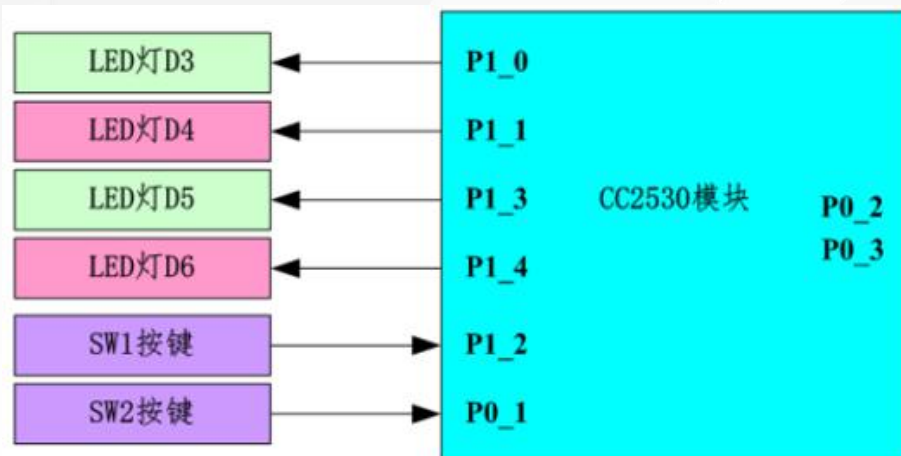 LED灯D3
P1_0
LED灯D4
P1_1
LED灯D5
P1_3
CC2530模块
P0_2
P0_3
LED灯D6
P1_4
SW1按键
P1_2
SW2按键
P0_1